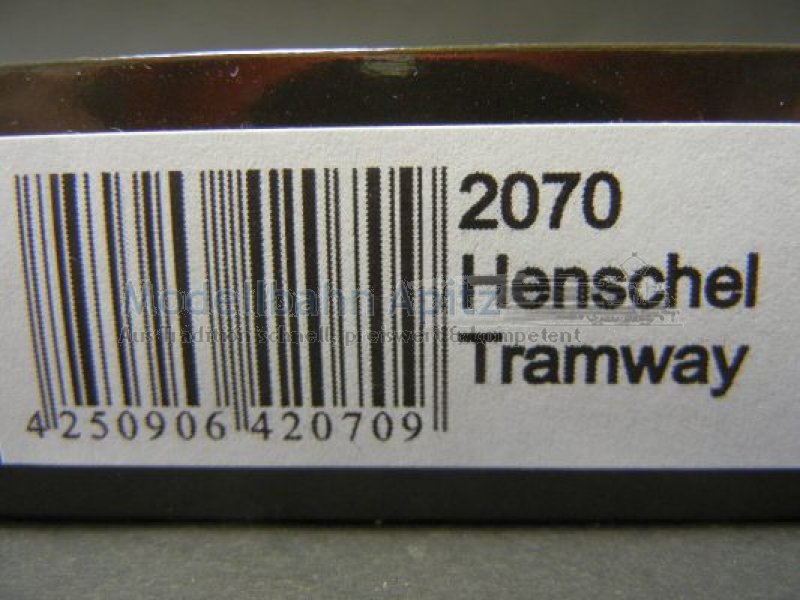 2070
Henschel
Tramway
4 250906 420709
Modellbahn Apitz
Aus Tradition schnell, preiswert & kompetent